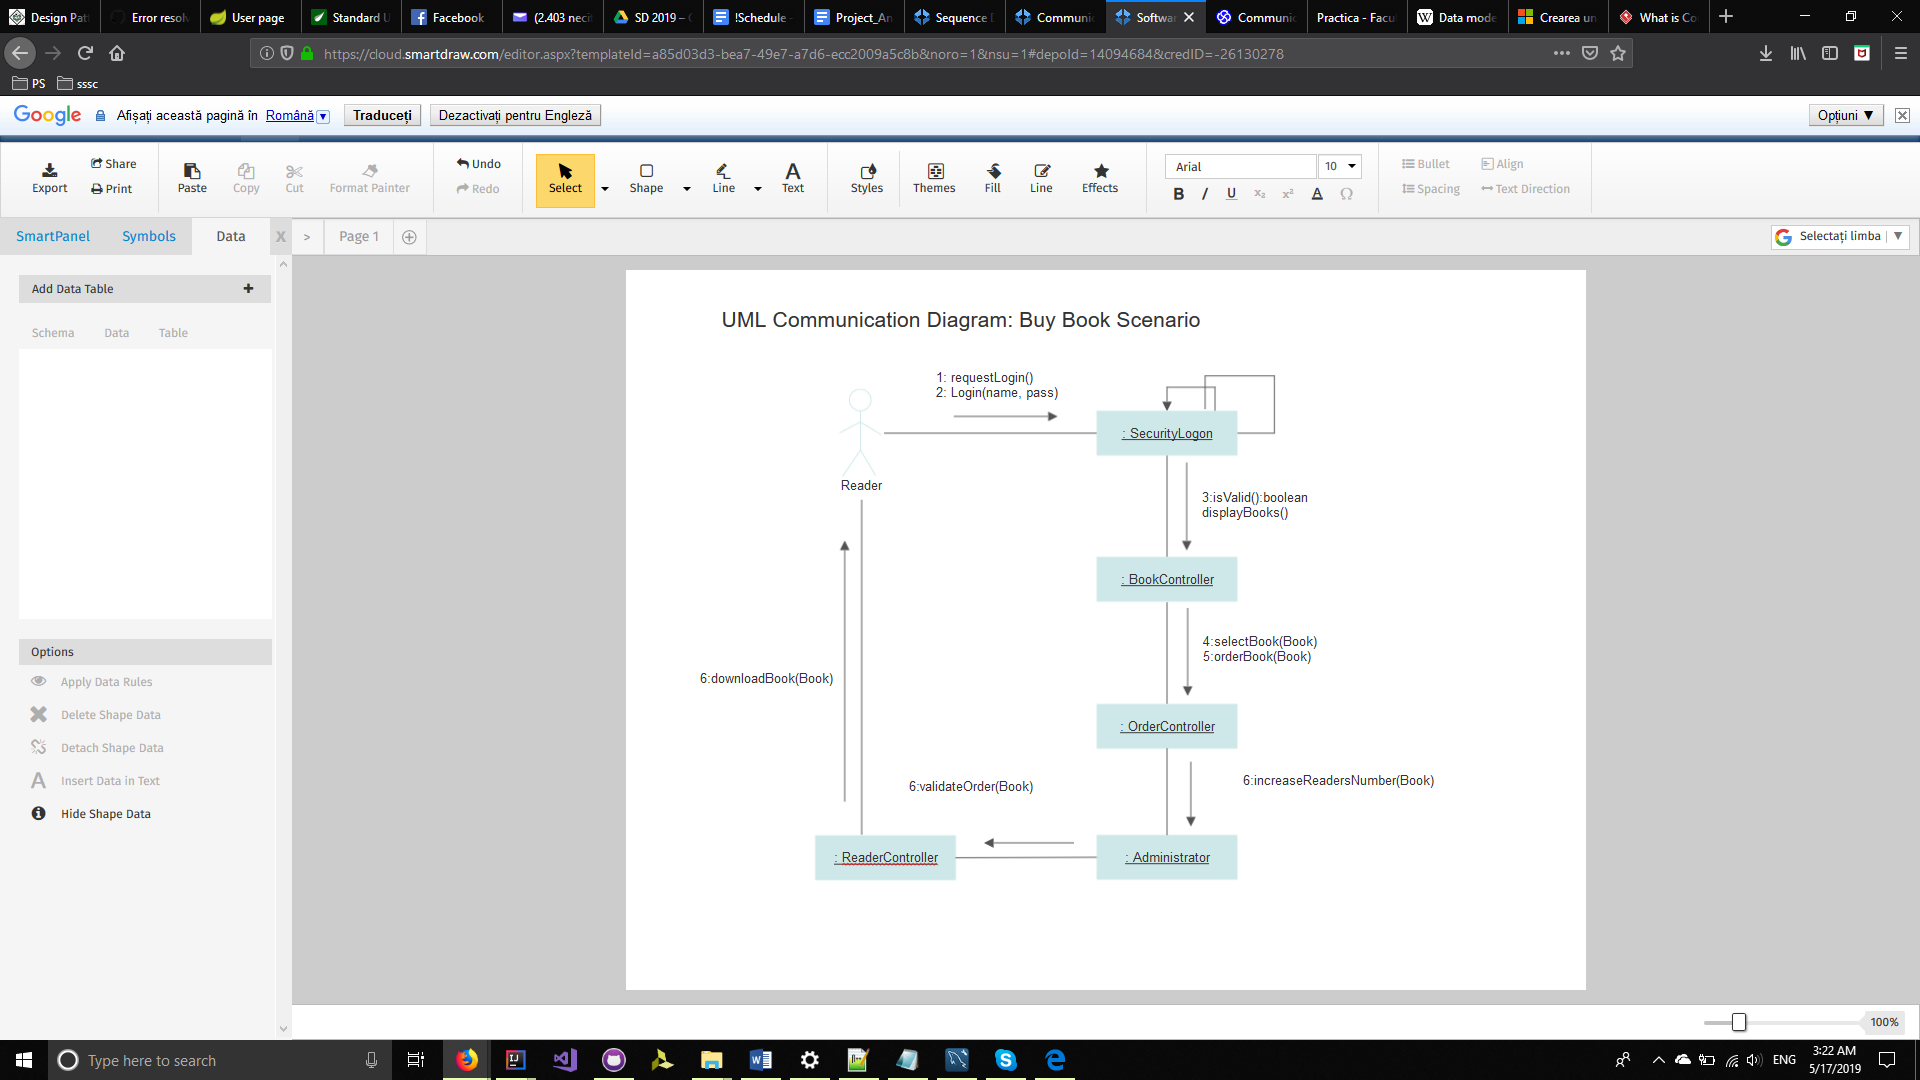 Design Pat
Error resol
User page
Standard U
Facebook
(2.403 neci
SD 2019 –
!Schedule
Project_An
Sequence
Communi
Softwar
Communic
Practica - Facu
Data mode
Crearea un
What is Co
https://cloud.smartdraw.com/editor.aspx?templateId=a85d03d3-bea7-49e7-a7d6-ecc2009a5c8b&noro=1&nsu=1#depoId=14094684&credID=-26130278
PS
sssc
Google
Afișați această pagină în Română
Traduceți
Dezactivați pentru Engleză
Opțiuni ▼
Export
Share
Print
Paste
Copy
Cut
Format Painter
Undo
Redo
Select
Shape
Line
Text
Styles
Themes
Fill
Line
Effects
Arial
10
B I U x₂ x² A Ω
Bullet
Align
Spacing
Text Direction
SmartPanel
Symbols
Data
X
>
Page 1
Selectați limba ▼
Add Data Table +
Schema
Data
Table
Options
Apply Data Rules
Delete Shape Data
Detach Shape Data
Insert Data in Text
Hide Shape Data
UML Communication Diagram: Buy Book Scenario
1: requestLogin()
2: Login(name, pass)
: SecurityLogon
Reader
3:isValid():boolean
displayBooks()
: BookController
4:selectBook(Book)
5:orderBook(Book)
6:downloadBook(Book)
: OrderController
6:validateOrder(Book)
6:increaseReadersNumber(Book)
: ReaderController
: Administrator
100%
Type here to search
ENG
3:22 AM
5/17/2019